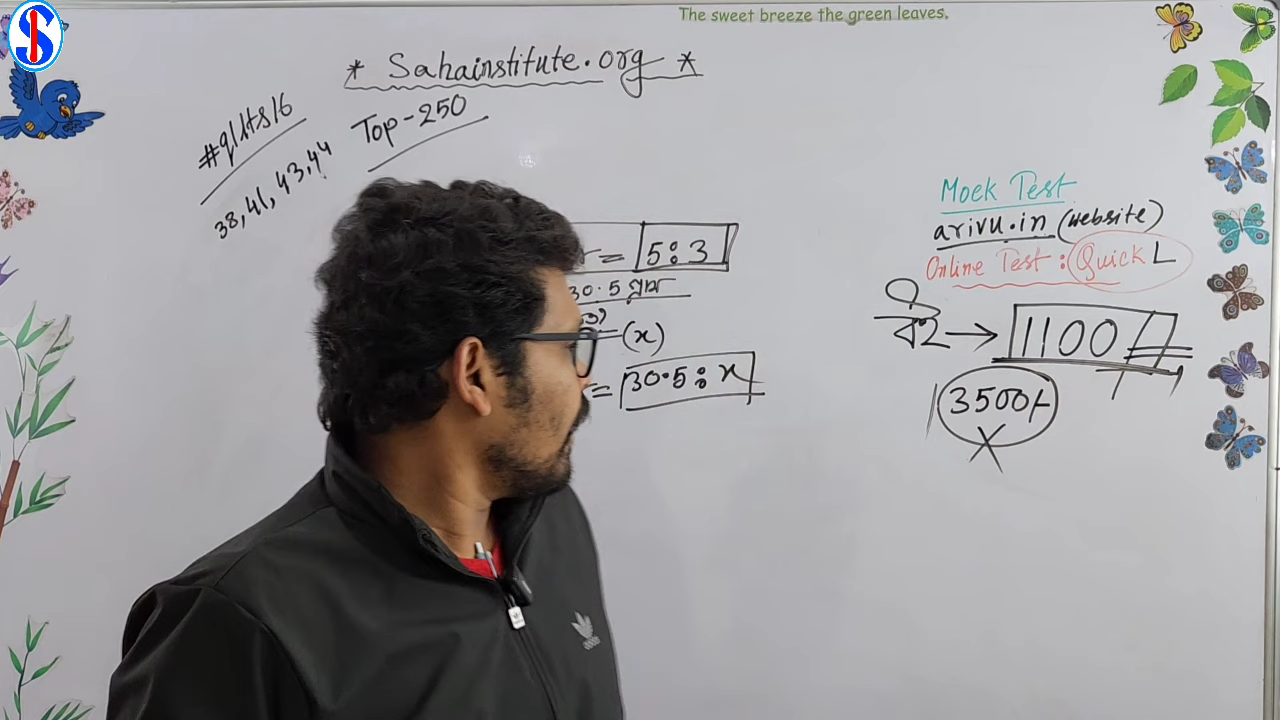 The sweet breeze the green leaves.
* Sahainstitute.org *
Top-250
38,41,43,44
= 5:3
30.5
(x)
= 30.5:x
Mock Test
arivu.in (website)
Online Test: Quick L
বই → 1100/
3500/-
X